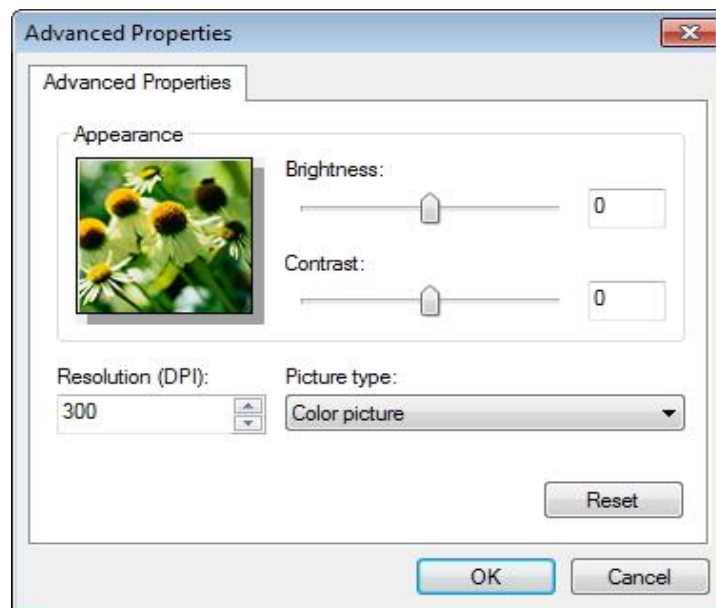 Advanced Properties
Advanced Properties
Appearance
Brightness:
0
Contrast:
0
Resolution (DPI):
300
Picture type:
Color picture
Reset
OK
Cancel